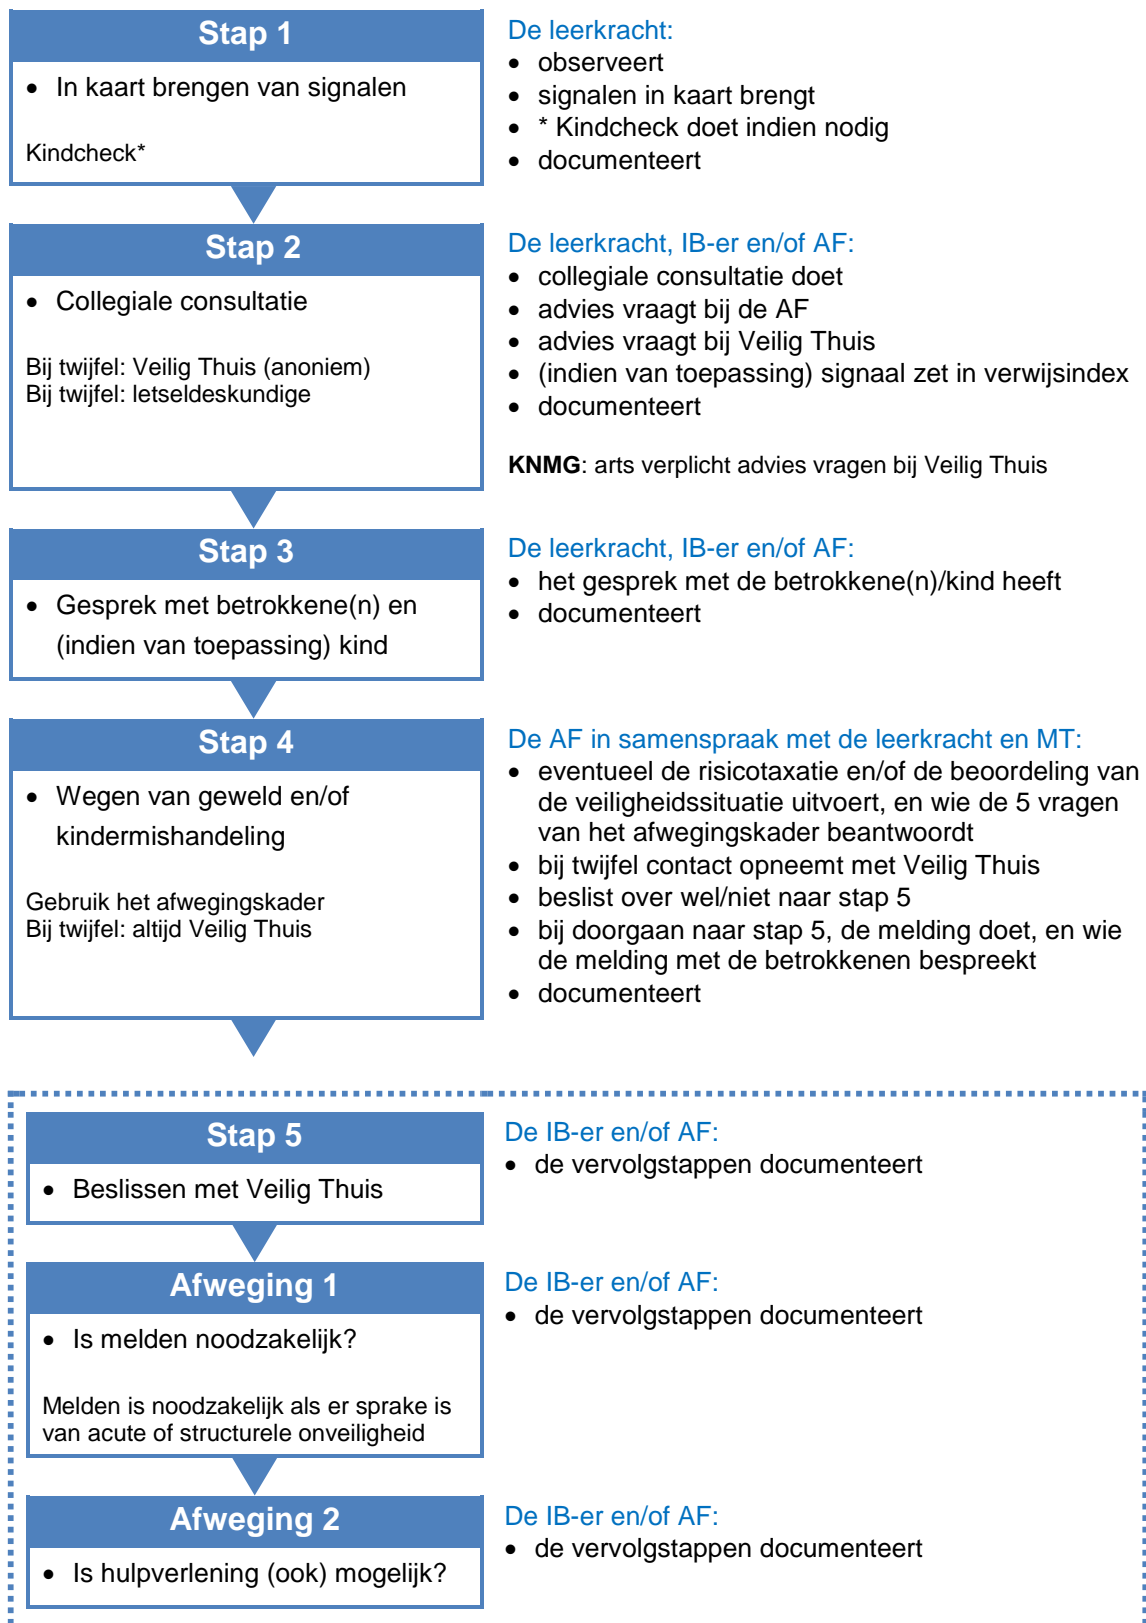 Stap 1
• In kaart brengen van signalen
Kindcheck*
De leerkracht:
• observeert
• signalen in kaart brengt
• * Kindcheck doet indien nodig
• documenteert
Stap 2
• Collegiale consultatie
Bij twijfel: Veilig Thuis (anoniem)
Bij twijfel: letseldeskundige
De leerkracht, IB-er en/of AF:
• collegiale consultatie doet
• advies vraagt bij de AF
• advies vraagt bij Veilig Thuis
• (indien van toepassing) signaal zet in verwijsindex
• documenteert
KNMG: arts verplicht advies vragen bij Veilig Thuis
Stap 3
• Gesprek met betrokkene(n) en
(indien van toepassing) kind
De leerkracht, IB-er en/of AF:
• het gesprek met de betrokkene(n)/kind heeft
• documenteert
Stap 4
• Wegen van geweld en/of
kindermishandeling
Gebruik het afwegingskader
Bij twijfel: altijd Veilig Thuis
De AF in samenspraak met de leerkracht en MT:
• eventueel de risicotaxatie en/of de beoordeling van
de veiligheidssituatie uitvoert, en wie de 5 vragen
van het afwegingskader beantwoordt
• bij twijfel contact opneemt met Veilig Thuis
• beslist over wel/niet naar stap 5
• bij doorgaan naar stap 5, de melding doet, en wie
de melding met de betrokkenen bespreekt
• documenteert
Stap 5
• Beslissen met Veilig Thuis
De IB-er en/of AF:
• de vervolgstappen documenteert
Afweging 1
• Is melden noodzakelijk?
Melden is noodzakelijk als er sprake is
van acute of structurele onveiligheid
De IB-er en/of AF:
• de vervolgstappen documenteert
Afweging 2
• Is hulpverlening (ook) mogelijk?
De IB-er en/of AF:
• de vervolgstappen documenteert